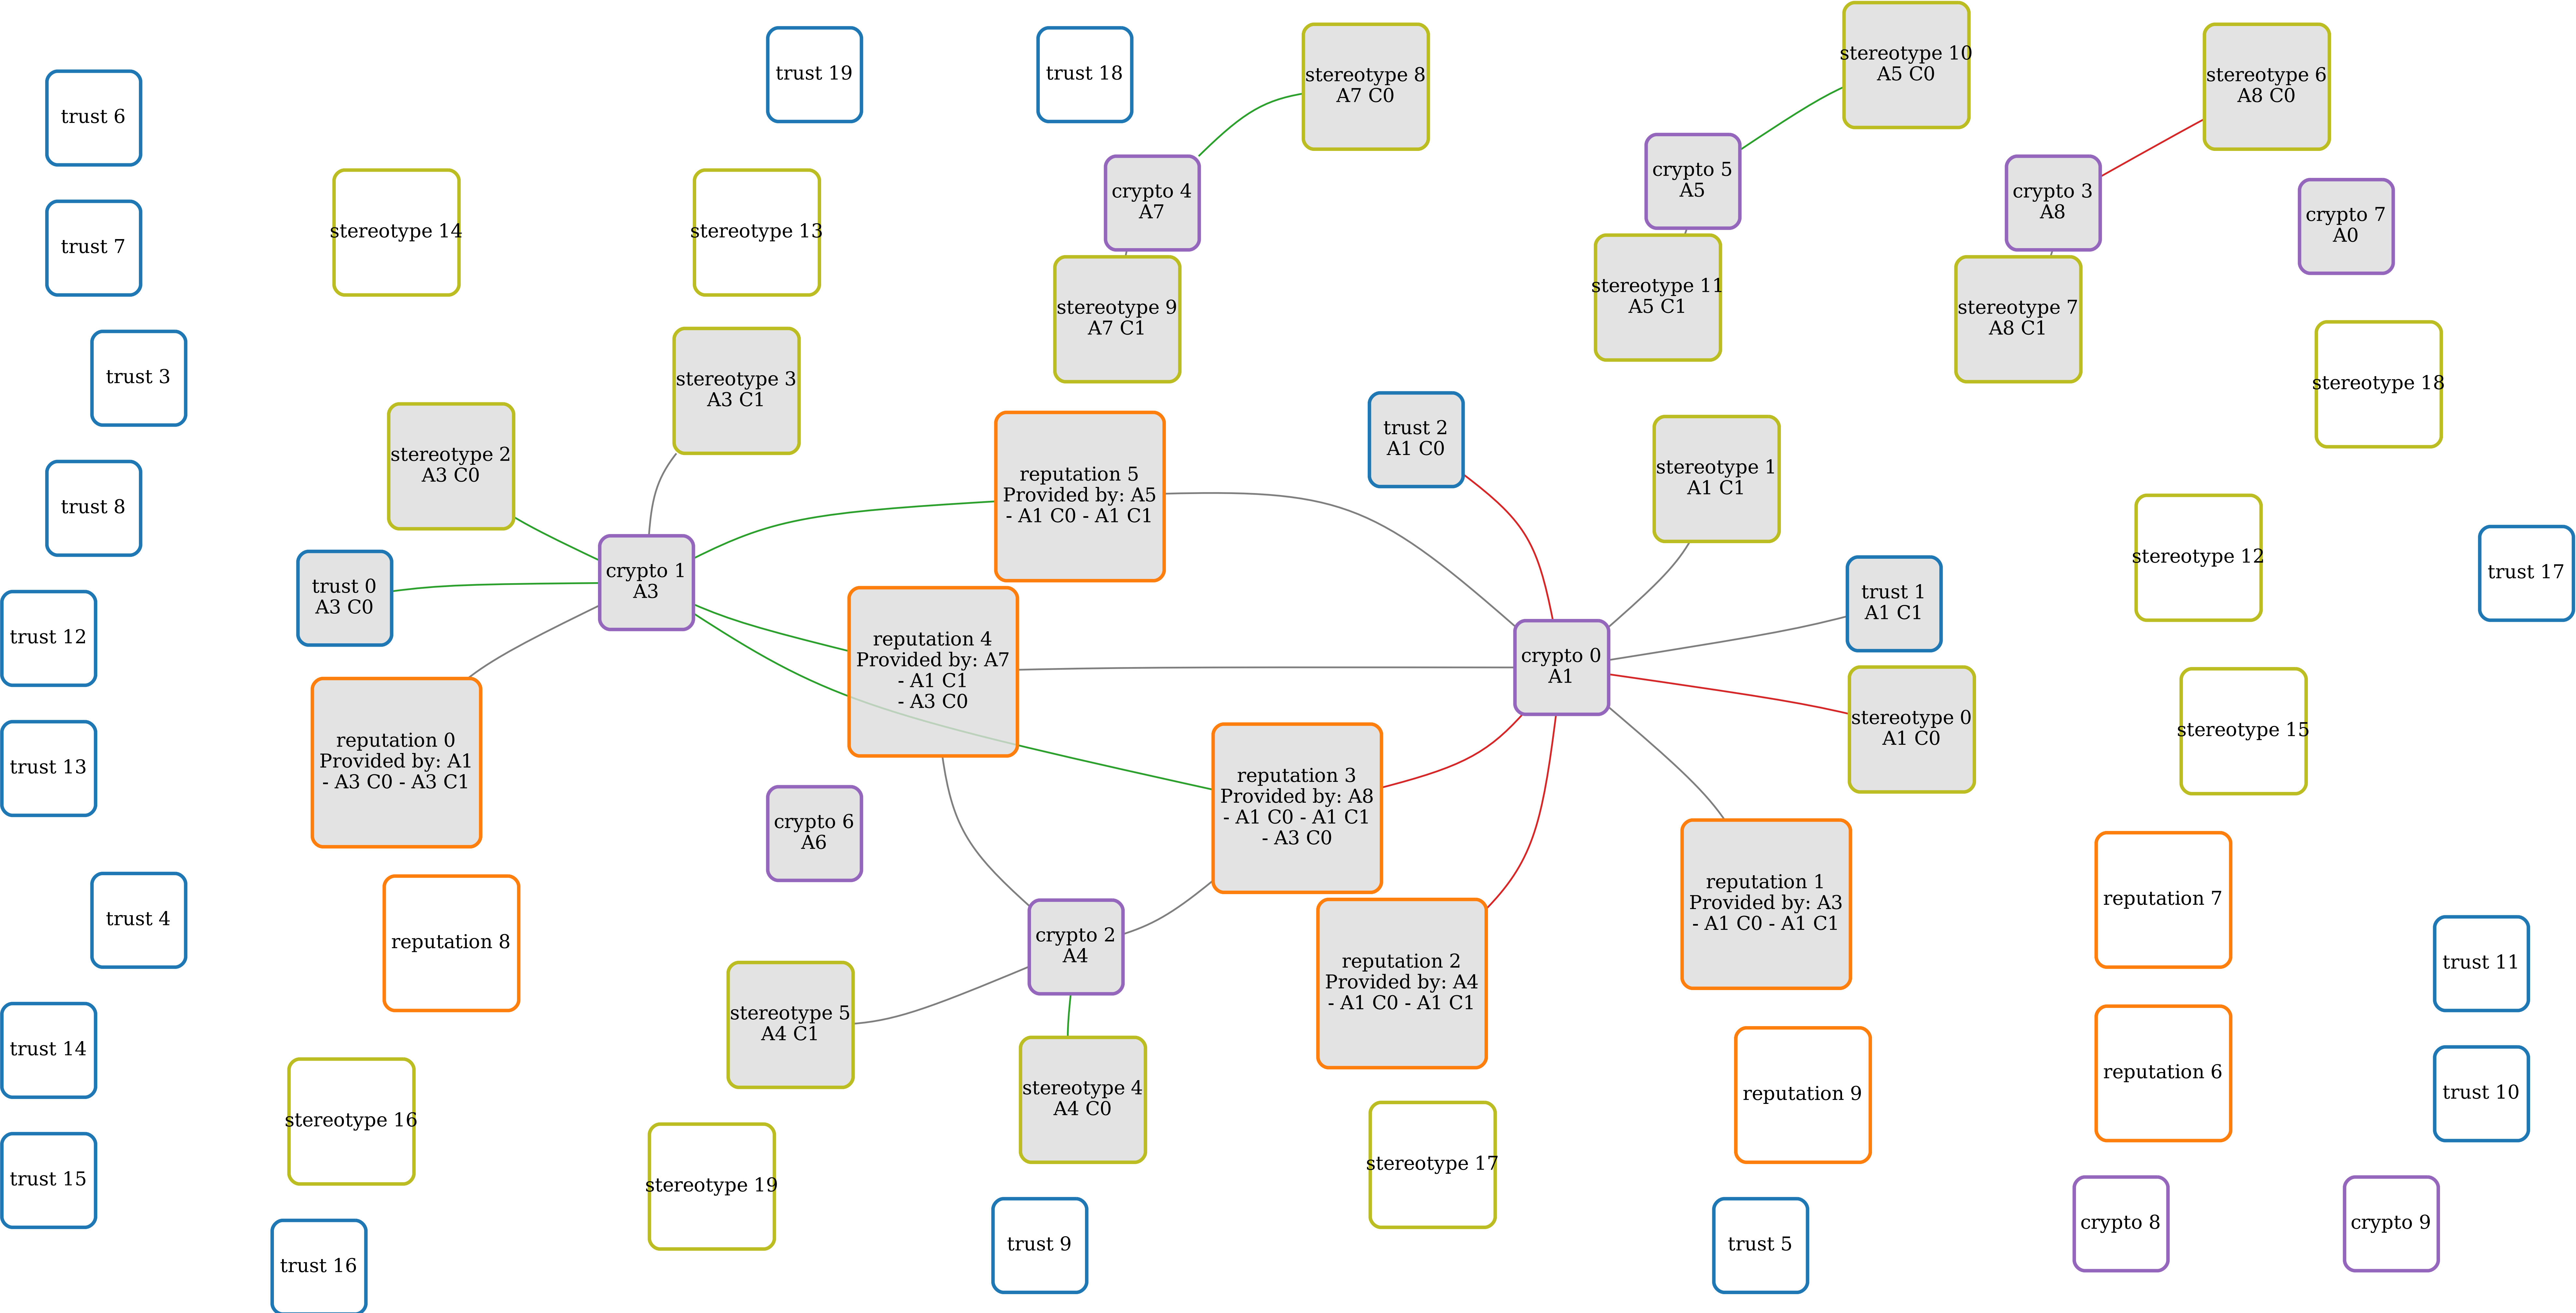 stereotype 10
A5 C0
trust 19
trust 18
stereotype 8
A7 C0
stereotype 6
A8 C0
trust 6
crypto 5
A5
crypto 4
A7
crypto 3
A8
crypto 7
A0
trust 7
stereotype 14
stereotype 13
stereotype 9
A7 C1
stereotype 11
A5 C1
stereotype 7
A8 C1
trust 3
stereotype 3
A3 C1
stereotype 18
stereotype 2
A3 C0
trust 2
A1 C0
stereotype 1
A1 C1
reputation 5
Provided by: A5
- A1 C0 - A1 C1
trust 8
stereotype 12
trust 17
crypto 1
A3
trust 0
A3 C0
trust 1
A1 C1
trust 12
reputation 4
Provided by: A7
- A1 C1
- A3 C0
crypto 0
A1
stereotype 0
A1 C0
stereotype 15
trust 13
reputation 0
Provided by: A1
- A3 C0 - A3 C1
reputation 3
Provided by: A8
- A1 C0 - A1 C1
- A3 C0
crypto 6
A6
trust 4
reputation 8
crypto 2
A4
reputation 1
Provided by: A3
- A1 C0 - A1 C1
reputation 7
trust 11
reputation 2
Provided by: A4
- A1 C0 - A1 C1
stereotype 5
A4 C1
trust 14
stereotype 16
stereotype 4
A4 C0
reputation 9
reputation 6
trust 10
trust 15
stereotype 19
stereotype 17
trust 16
trust 9
trust 5
crypto 8
crypto 9